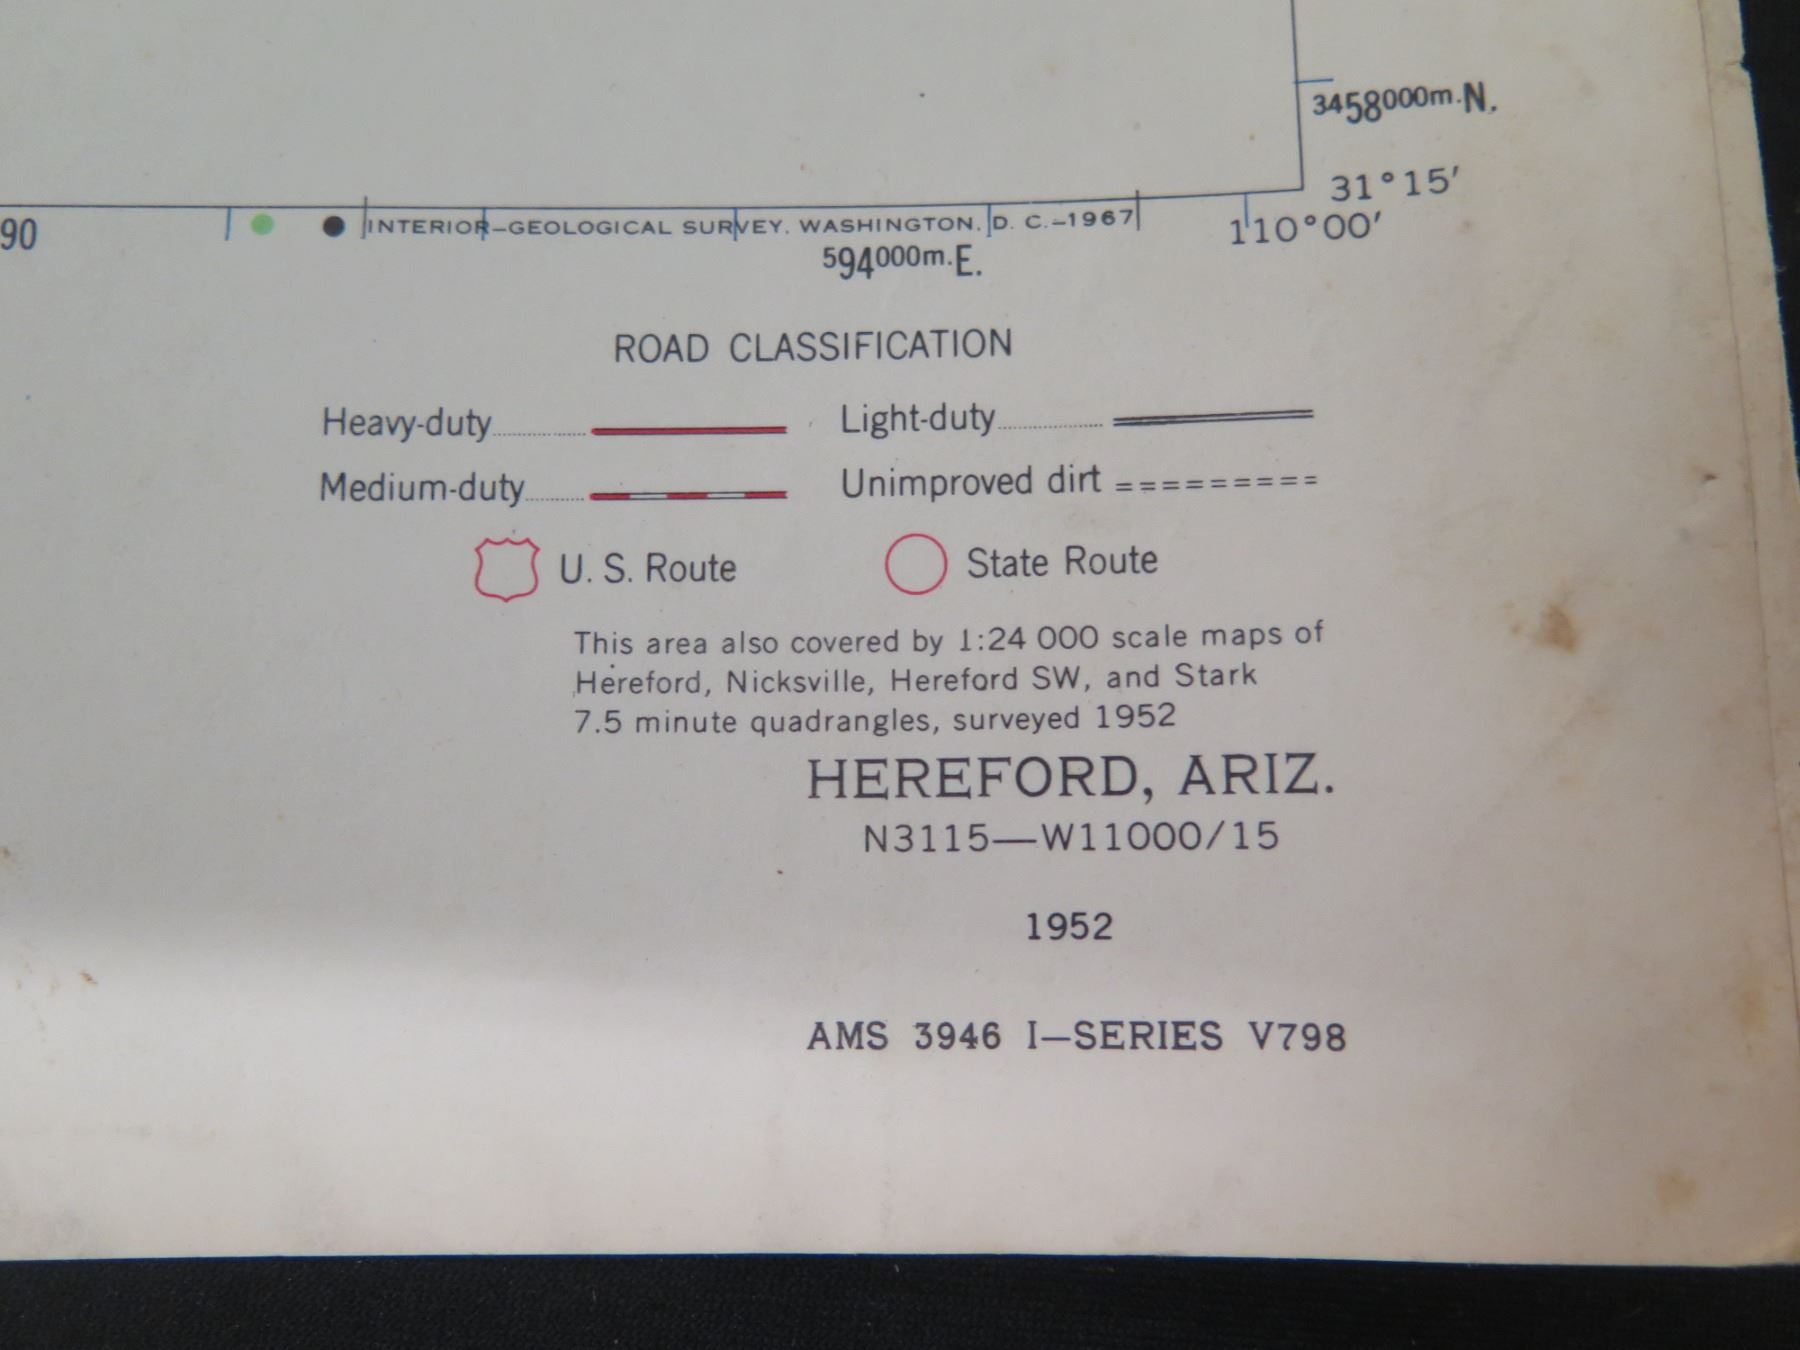 3458000m.N.
31°15′
90
INTERIOR–GEOLOGICAL SURVEY, WASHINGTON, D. C.–1967
110°00′
594000m.E.
ROAD CLASSIFICATION
Heavy-duty Light-duty
Medium-duty Unimproved dirt
U. S. Route State Route
This area also covered by 1:24 000 scale maps of
Hereford, Nicksville, Hereford SW, and Stark
7.5 minute quadrangles, surveyed 1952
HEREFORD, ARIZ.
N3115—W11000/15
1952
AMS 3946 I–SERIES V798